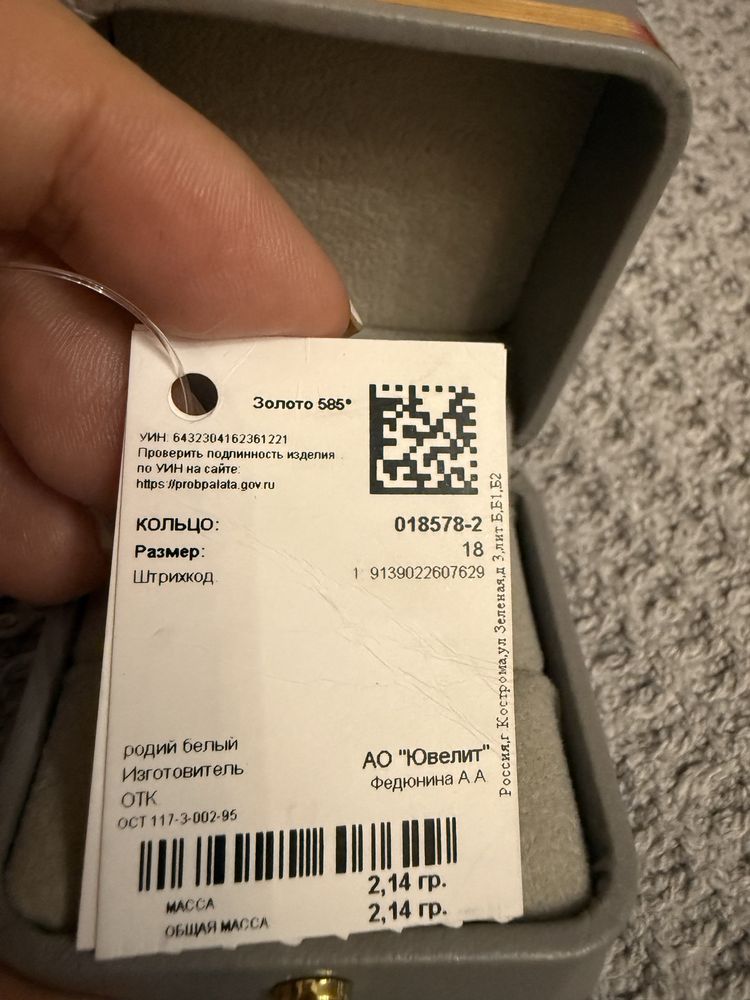 Золото 585*
УИН: 6432304162361221
Проверить подлинность изделия
по УИН на сайте:
https://probpalata.gov.ru
КОЛЬЦО: 018578-2
Размер: 18
Штрихкод 1 9139022607629
родий белый
Изготовитель АО "Ювелит"
ОТК Федюнина А А
ОСТ 117-3-002-95
МАССА 2,14 гр.
ОБЩАЯ МАССА 2,14 гр.
Россия,г Кострома,ул Зеленая,д 3,лит Б,Б1,Б2